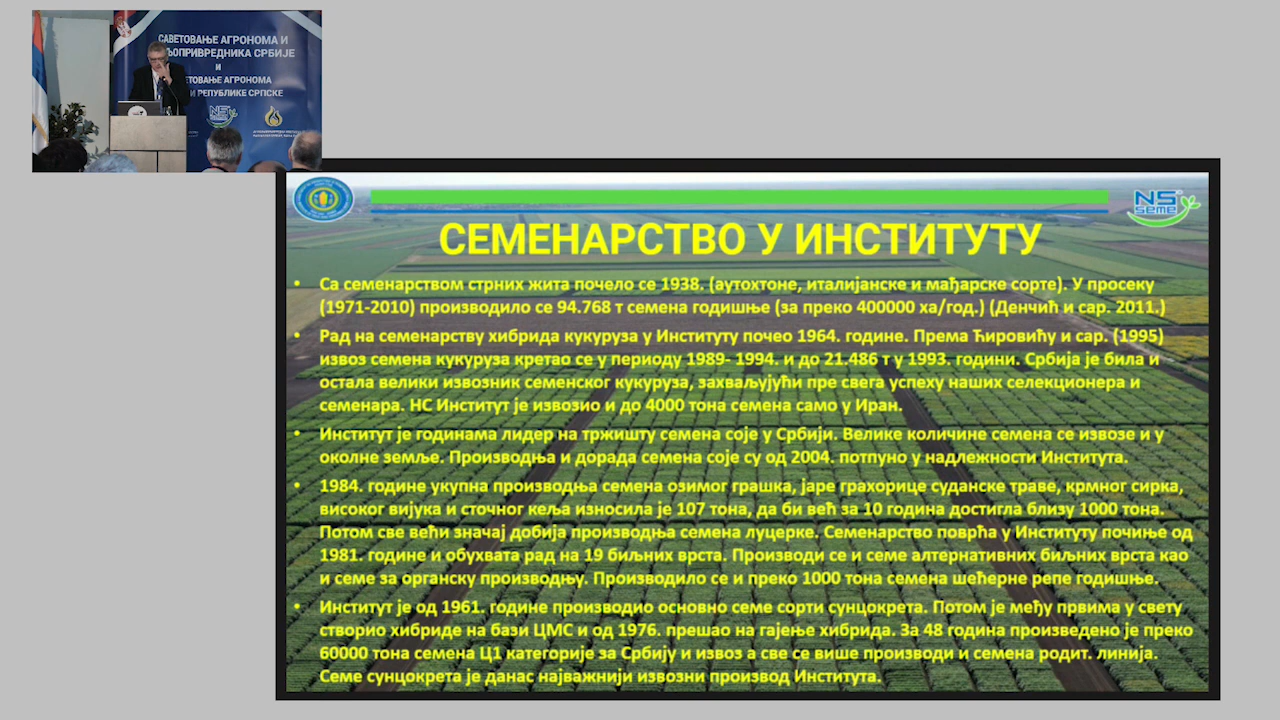 САВЕТОВАЊЕ АГРОНОМА И
ЉОПРИВРЕДНИКА СРБИЈЕ
И
ЕТОВАЊЕ АГРОНОМА
И РЕПУБЛИКЕ СРПСКЕ
NS
seme
СЕМЕНАРСТВО У ИНСТИТУТУ
• Са семенарством стрних жита почело се 1938. (аутохтоне, италијанске и мађарске сорте). У просеку
(1971-2010) производило се 94.768 т семена годишње (за преко 400000 ха/год.) (Денчић и сар. 2011.)
• Рад на семенарству хибрида кукуруза у Институту почео 1964. године. Према Ћировићу и сар. (1995)
извоз семена кукуруза кретао се у периоду 1989- 1994. и до 21.486 т у 1993. години. Србија је била и
остала велики извозник семенског кукуруза, захваљујући пре свега успеху наших селекционера и
семенара. НС Институт је извозио и до 4000 тона семена само у Иран.
• Институт је годинама лидер на тржишту семена соје у Србији. Велике количине семена се извозе и у
околне земље. Производња и дорада семена соје су од 2004. потпуно у надлежности Института.
• 1984. године укупна производња семена озимог грашка, јаре грахорице суданске траве, крмног сирка,
високог вијука и сточног кеља износила је 107 тона, да би већ за 10 година достигла близу 1000 тона.
Потом све већи значај добија производња семена луцерке. Семенарство поврћа у Институту почиње од
1981. године и обухвата рад на 19 биљних врста. Производи се и семе алтернативних биљних врста као
и семе за органску производњу. Производило се и преко 1000 тона семена шећерне репе годишње.
• Институт је од 1961. године производио основно семе сорти сунцокрета. Потом је међу првима у свету
створио хибриде на бази ЦМС и од 1976. прешао на гајење хибрида. За 48 година произведено је преко
60000 тона семена Ц1 категорије за Србију и извоз а све се више производи и семена родит. линија.
Семе сунцокрета је данас најважнији извозни производ Института.